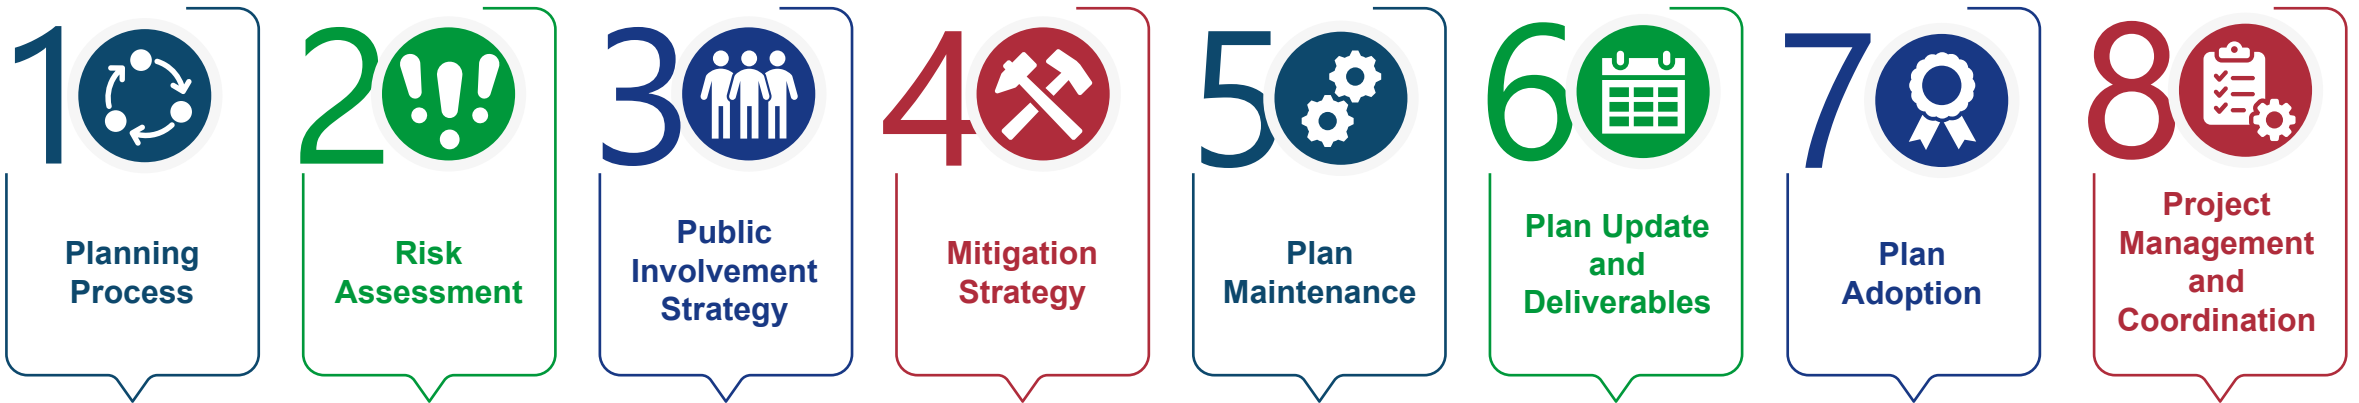 1
Planning
Process
2
Risk
Assessment
3
Public
Involvement
Strategy
4
Mitigation
Strategy
5
Plan
Maintenance
6
Plan Update
and
Deliverables
7
Plan
Adoption
8
Project
Management
and
Coordination